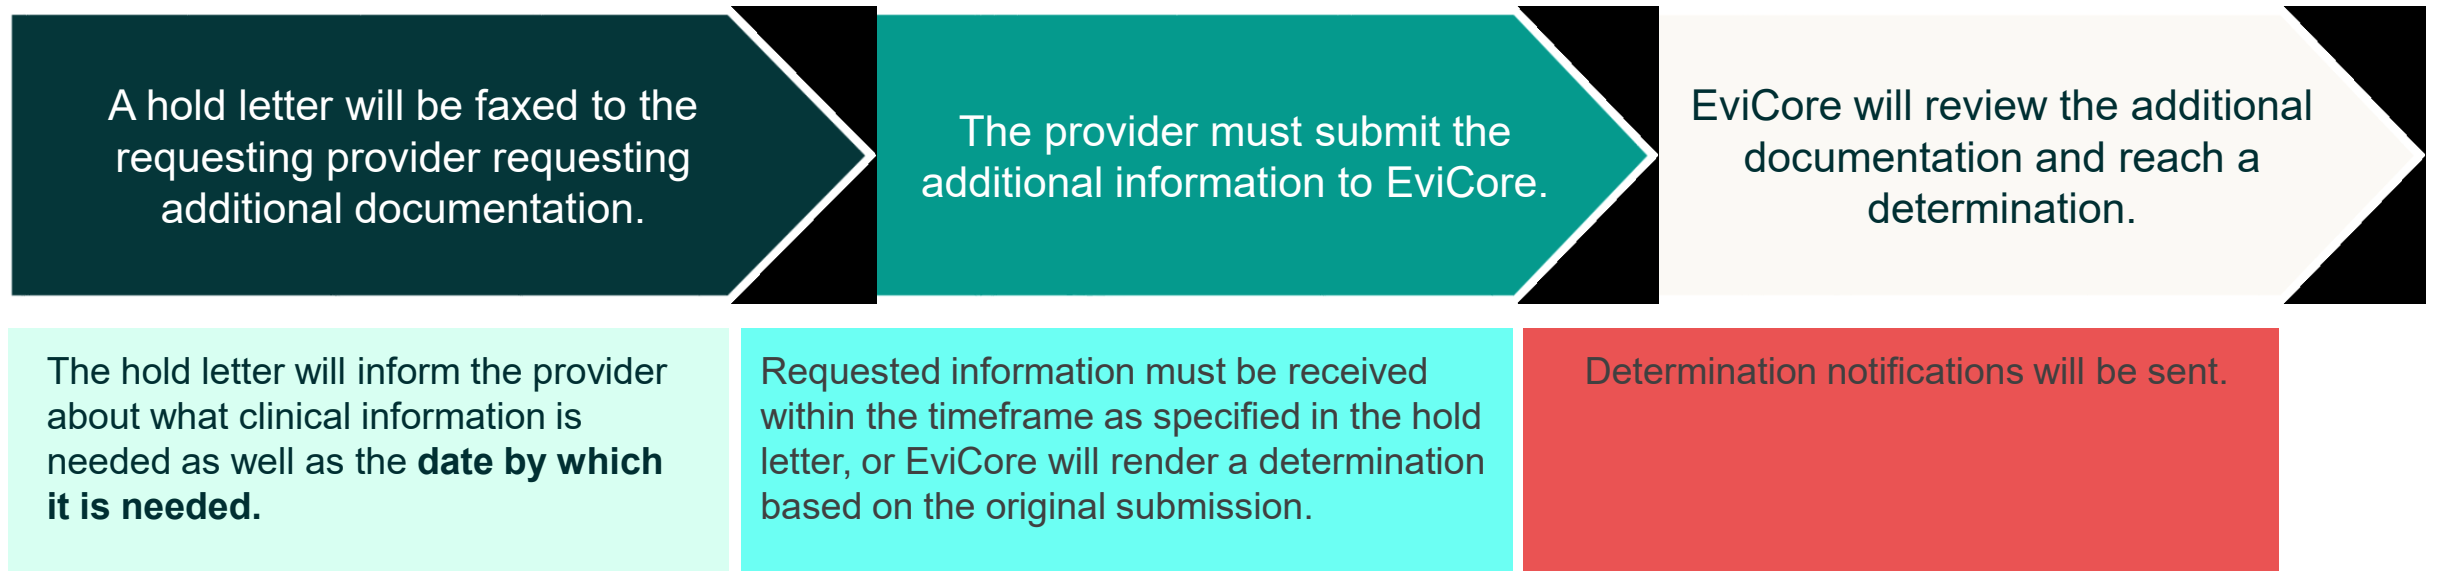 A hold letter will be faxed to the
requesting provider requesting
additional documentation.
The provider must submit the
additional information to EviCore.
EviCore will review the additional
documentation and reach a
determination.
The hold letter will inform the provider
about what clinical information is
needed as well as the date by which
it is needed.
Requested information must be received
within the timeframe as specified in the hold
letter, or EviCore will render a determination
based on the original submission.
Determination notifications will be sent.